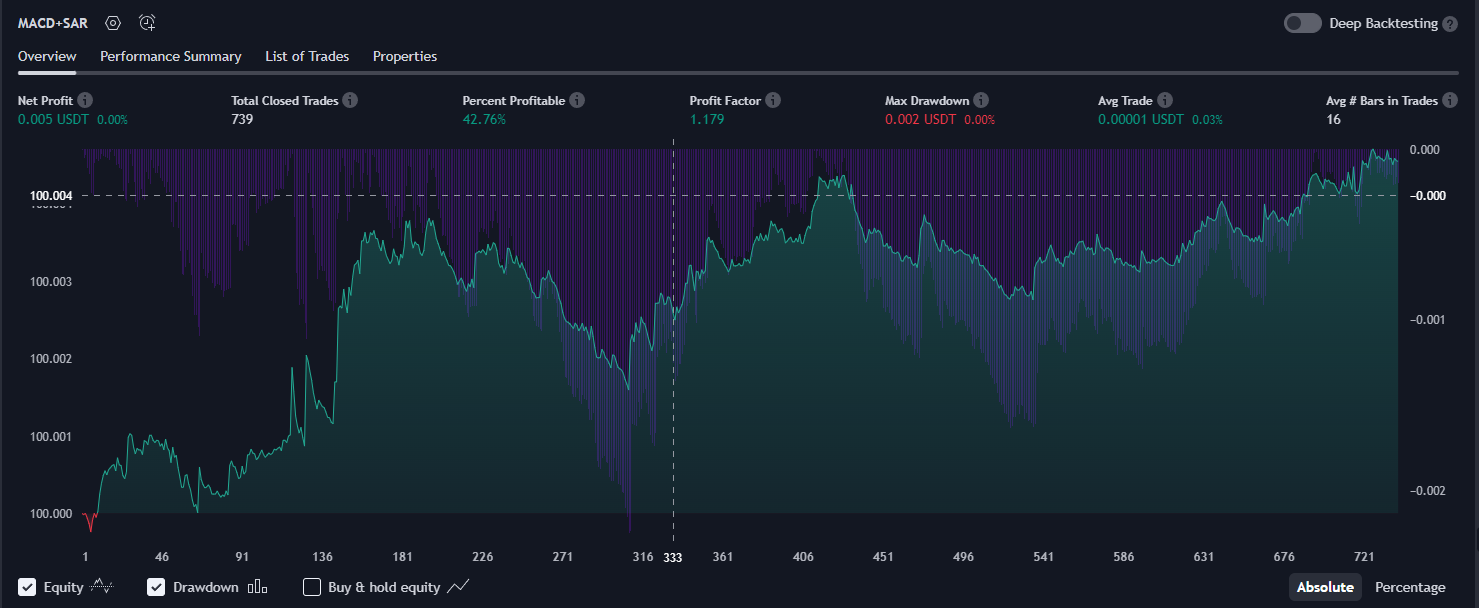 MACD+SAR
Deep Backtesting ?
Overview Performance Summary List of Trades Properties
Net Profit Total Closed Trades Percent Profitable Profit Factor Max Drawdown Avg Trade Avg # Bars in Trades
0.005 USDT 0.00% 739 42.76% 1.179 0.002 USDT 0.00% 0.00001 USDT 0.03% 16
0.000
100.004 −0.000
100.003
−0.001
100.002
100.001
−0.002
100.000
1 46 91 136 181 226 271 316 333 361 406 451 496 541 586 631 676 721
Equity Drawdown Buy & hold equity Absolute Percentage